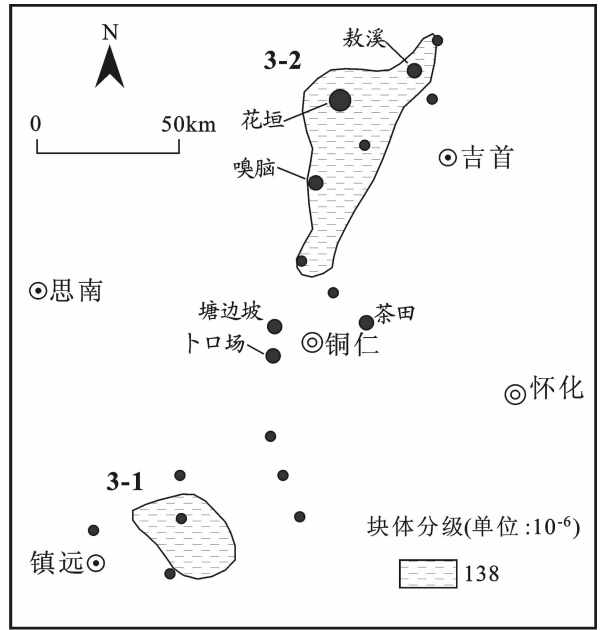 N
敖溪
3-2
0 50km
花垣
嗅脑
吉首
思南
塘边坡
茶田
卜口场
铜仁
怀化
3-1
块体分级(单位:10⁻⁶)
镇远
138